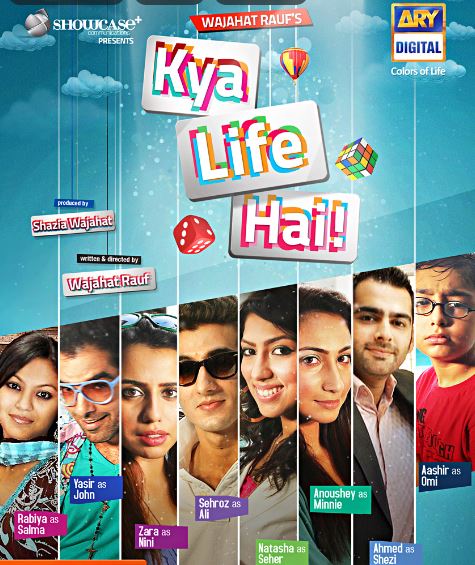 SHOWCASE+
communications
PRESENTS
WAJAHAT RAUF'S
ARY
DIGITAL
Colors of Life
Kya
Life
Hai!
produced by
Shazia Wajahat
written & directed by
Wajahat Rauf
Rabiya as
Salma
Yasir as
John
Zara as
Nini
Sehroz as
Ali
Natasha as
Seher
Anoushey as
Minnie
Ahmed as
Shezi
Aashir as
Omi